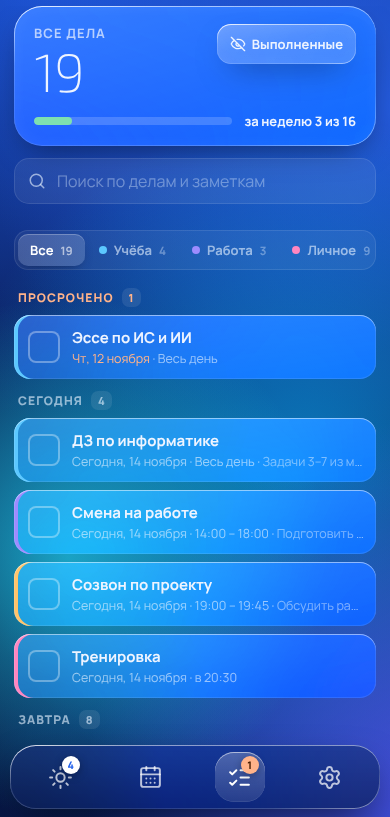 ВСЕ ДЕЛА
19
Выполненные
за неделю 3 из 16
Поиск по делам и заметкам
Все 19 Учёба 4 Работа 3 Личное 9
ПРОСРОЧЕНО 1
Эссе по ИС и ИИ
Чт, 12 ноября · Весь день
СЕГОДНЯ 4
ДЗ по информатике
Сегодня, 14 ноября · Весь день · Задачи 3–7 из м...
Смена на работе
Сегодня, 14 ноября · 14:00 – 18:00 · Подготовить ...
Созвон по проекту
Сегодня, 14 ноября · 19:00 – 19:45 · Обсудить ра...
Тренировка
Сегодня, 14 ноября · в 20:30
ЗАВТРА 8
4 1